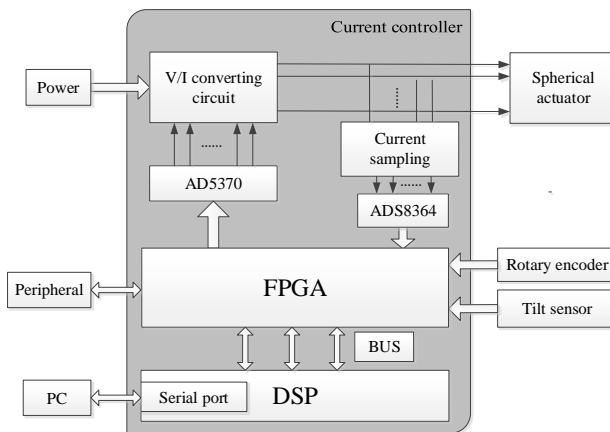 Current controller
Power
V/I converting
circuit
Spherical
actuator
......
......
Current
sampling
......
AD5370
ADS8364
Peripheral
FPGA
Rotary encoder
Tilt sensor
BUS
PC
Serial port
DSP